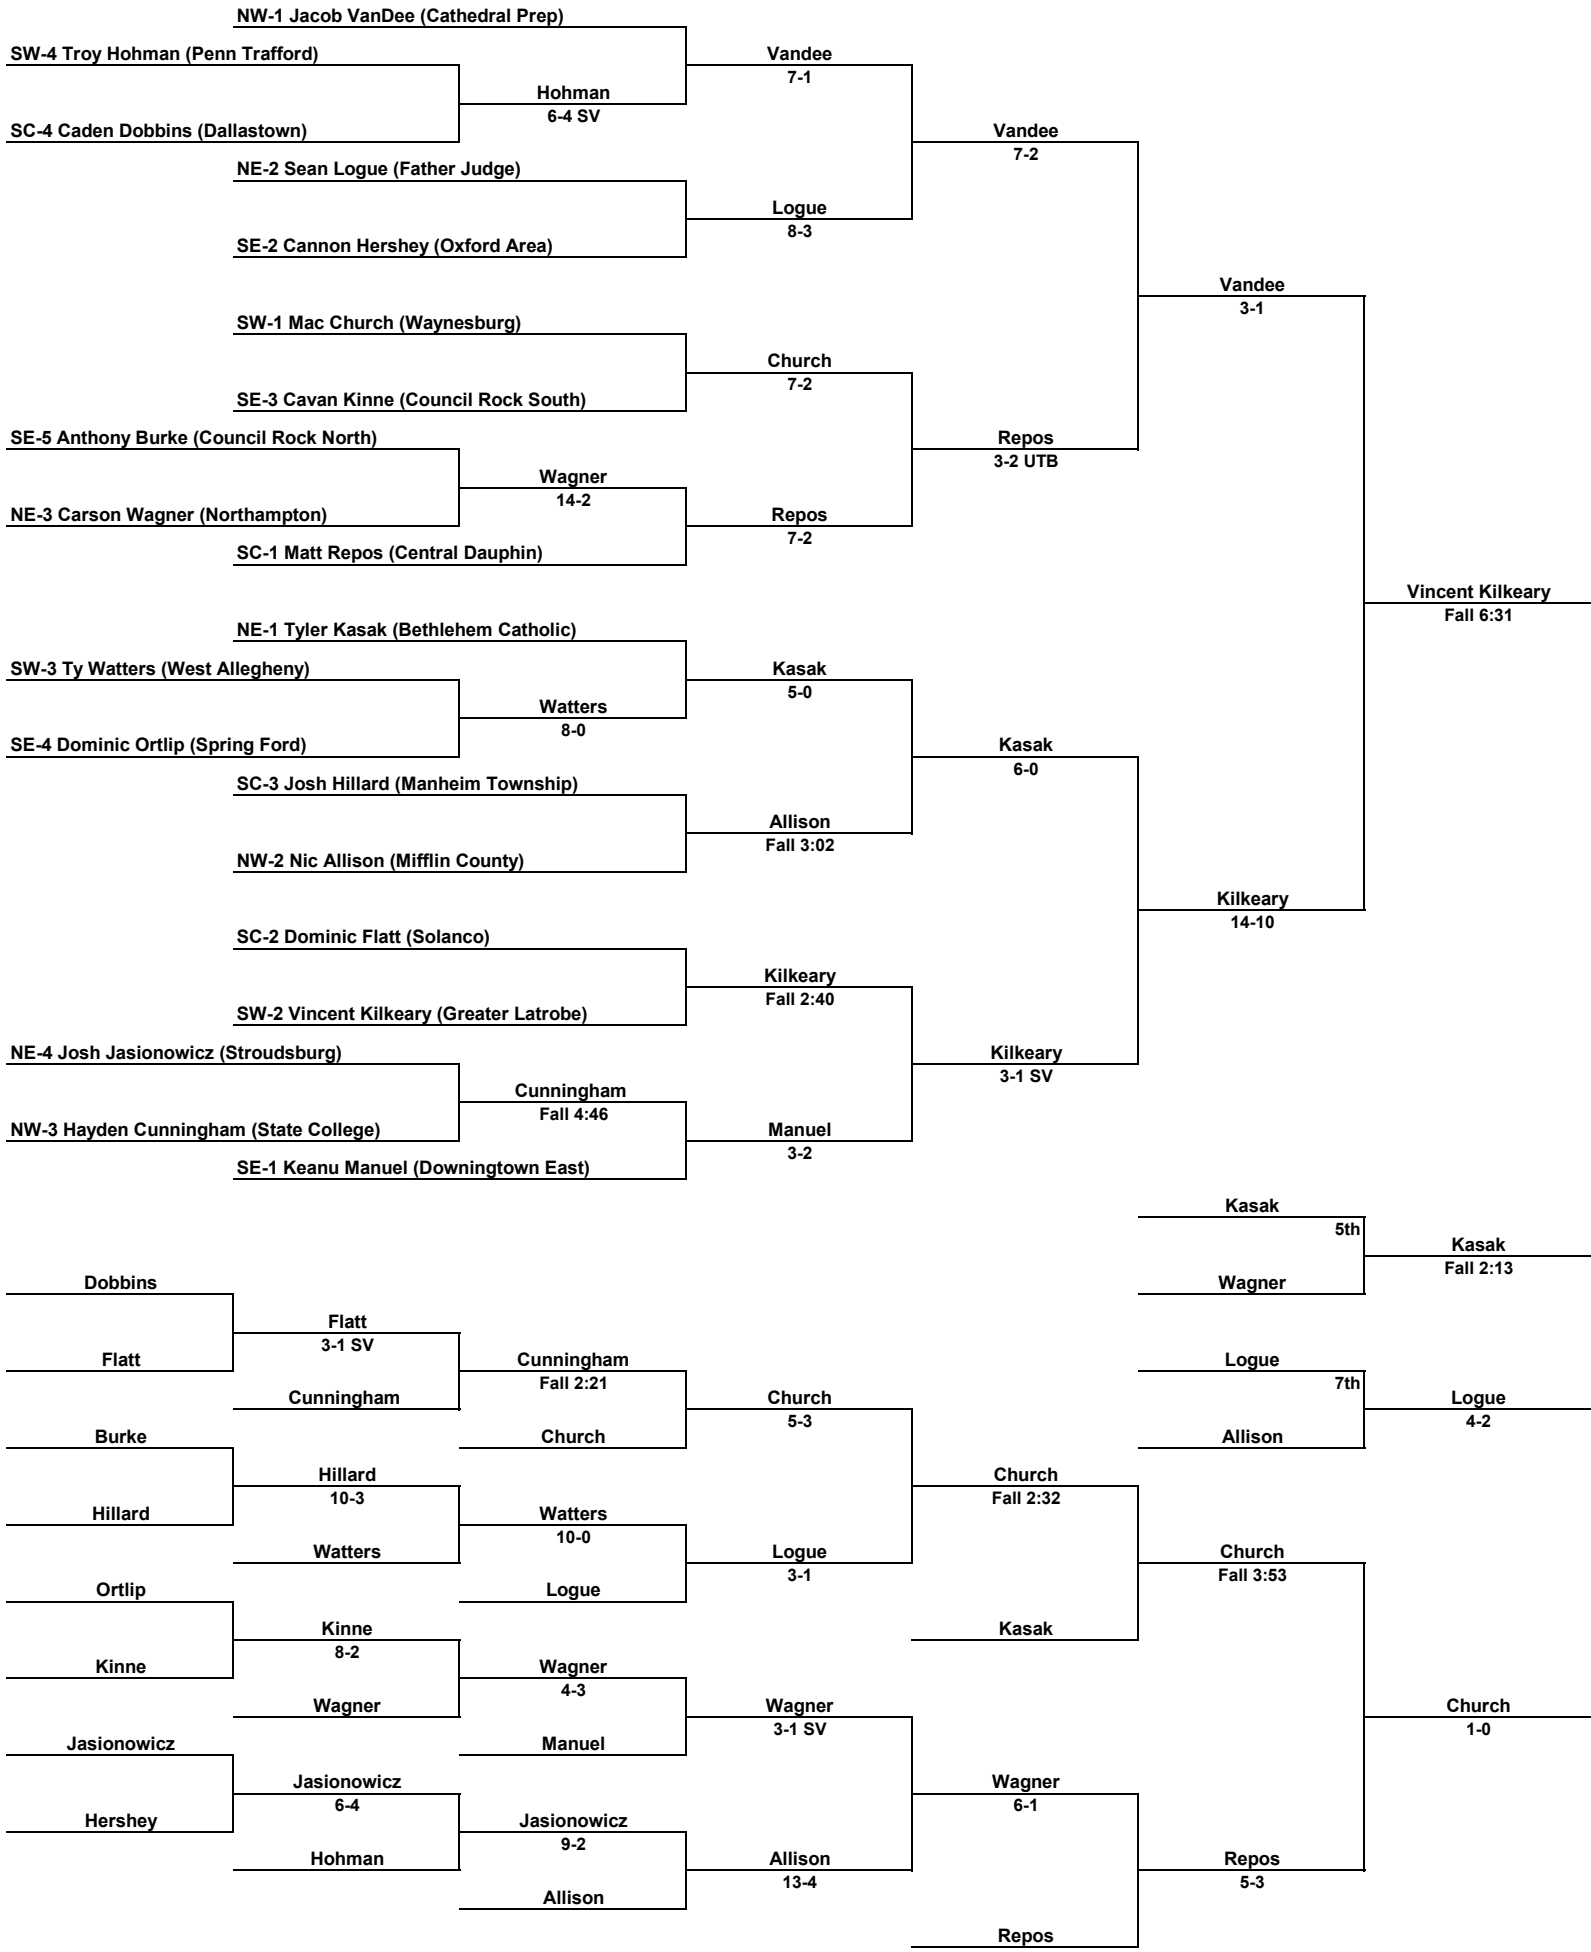 NW-1 Jacob VanDee (Cathedral Prep)
SW-4 Troy Hohman (Penn Trafford)
Vandee
7-1
Hohman
6-4 SV
SC-4 Caden Dobbins (Dallastown)
Vandee
7-2
NE-2 Sean Logue (Father Judge)
Logue
8-3
SE-2 Cannon Hershey (Oxford Area)
Vandee
3-1
SW-1 Mac Church (Waynesburg)
Church
7-2
SE-3 Cavan Kinne (Council Rock South)
SE-5 Anthony Burke (Council Rock North)
Repos
3-2 UTB
Wagner
14-2
NE-3 Carson Wagner (Northampton)
Repos
7-2
SC-1 Matt Repos (Central Dauphin)
Vincent Kilkeary
Fall 6:31
NE-1 Tyler Kasak (Bethlehem Catholic)
SW-3 Ty Watters (West Allegheny)
Kasak
5-0
Watters
8-0
SE-4 Dominic Ortlip (Spring Ford)
Kasak
6-0
SC-3 Josh Hillard (Manheim Township)
Allison
Fall 3:02
NW-2 Nic Allison (Mifflin County)
Kilkeary
14-10
SC-2 Dominic Flatt (Solanco)
Kilkeary
Fall 2:40
SW-2 Vincent Kilkeary (Greater Latrobe)
NE-4 Josh Jasionowicz (Stroudsburg)
Kilkeary
3-1 SV
Cunningham
Fall 4:46
NW-3 Hayden Cunningham (State College)
Manuel
3-2
SE-1 Keanu Manuel (Downingtown East)
Kasak
5th
Kasak
Fall 2:13
Wagner
Dobbins
Flatt
3-1 SV
Flatt
Cunningham
Fall 2:21
Logue
7th
Cunningham
Church
5-3
Logue
4-2
Burke
Church
Allison
Hillard
10-3
Church
Fall 2:32
Hillard
Watters
10-0
Watters
Logue
3-1
Church
Fall 3:53
Ortlip
Logue
Kinne
8-2
Kasak
Kinne
Wagner
4-3
Wagner
Wagner
3-1 SV
Church
1-0
Jasionowicz
Manuel
Jasionowicz
6-4
Wagner
6-1
Hershey
Jasionowicz
9-2
Hohman
Allison
13-4
Repos
5-3
Allison
Repos